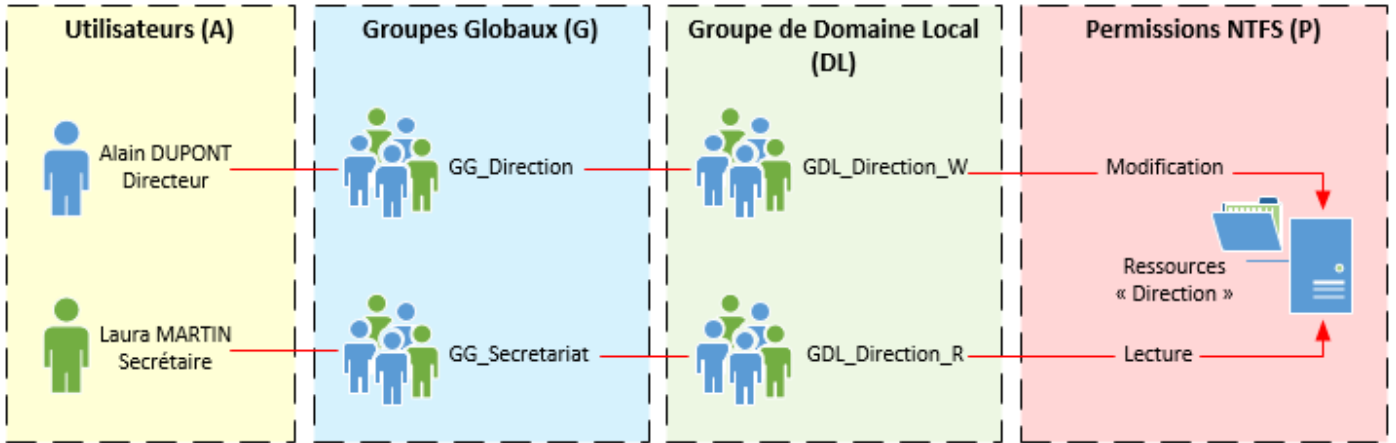 Utilisateurs (A)
Groupes Globaux (G)
Groupe de Domaine Local
(DL)
Permissions NTFS (P)
Alain DUPONT
Directeur
GG_Direction
GDL_Direction_W
Modification
Ressources
« Direction »
Laura MARTIN
Secrétaire
GG_Secretariat
GDL_Direction_R
Lecture